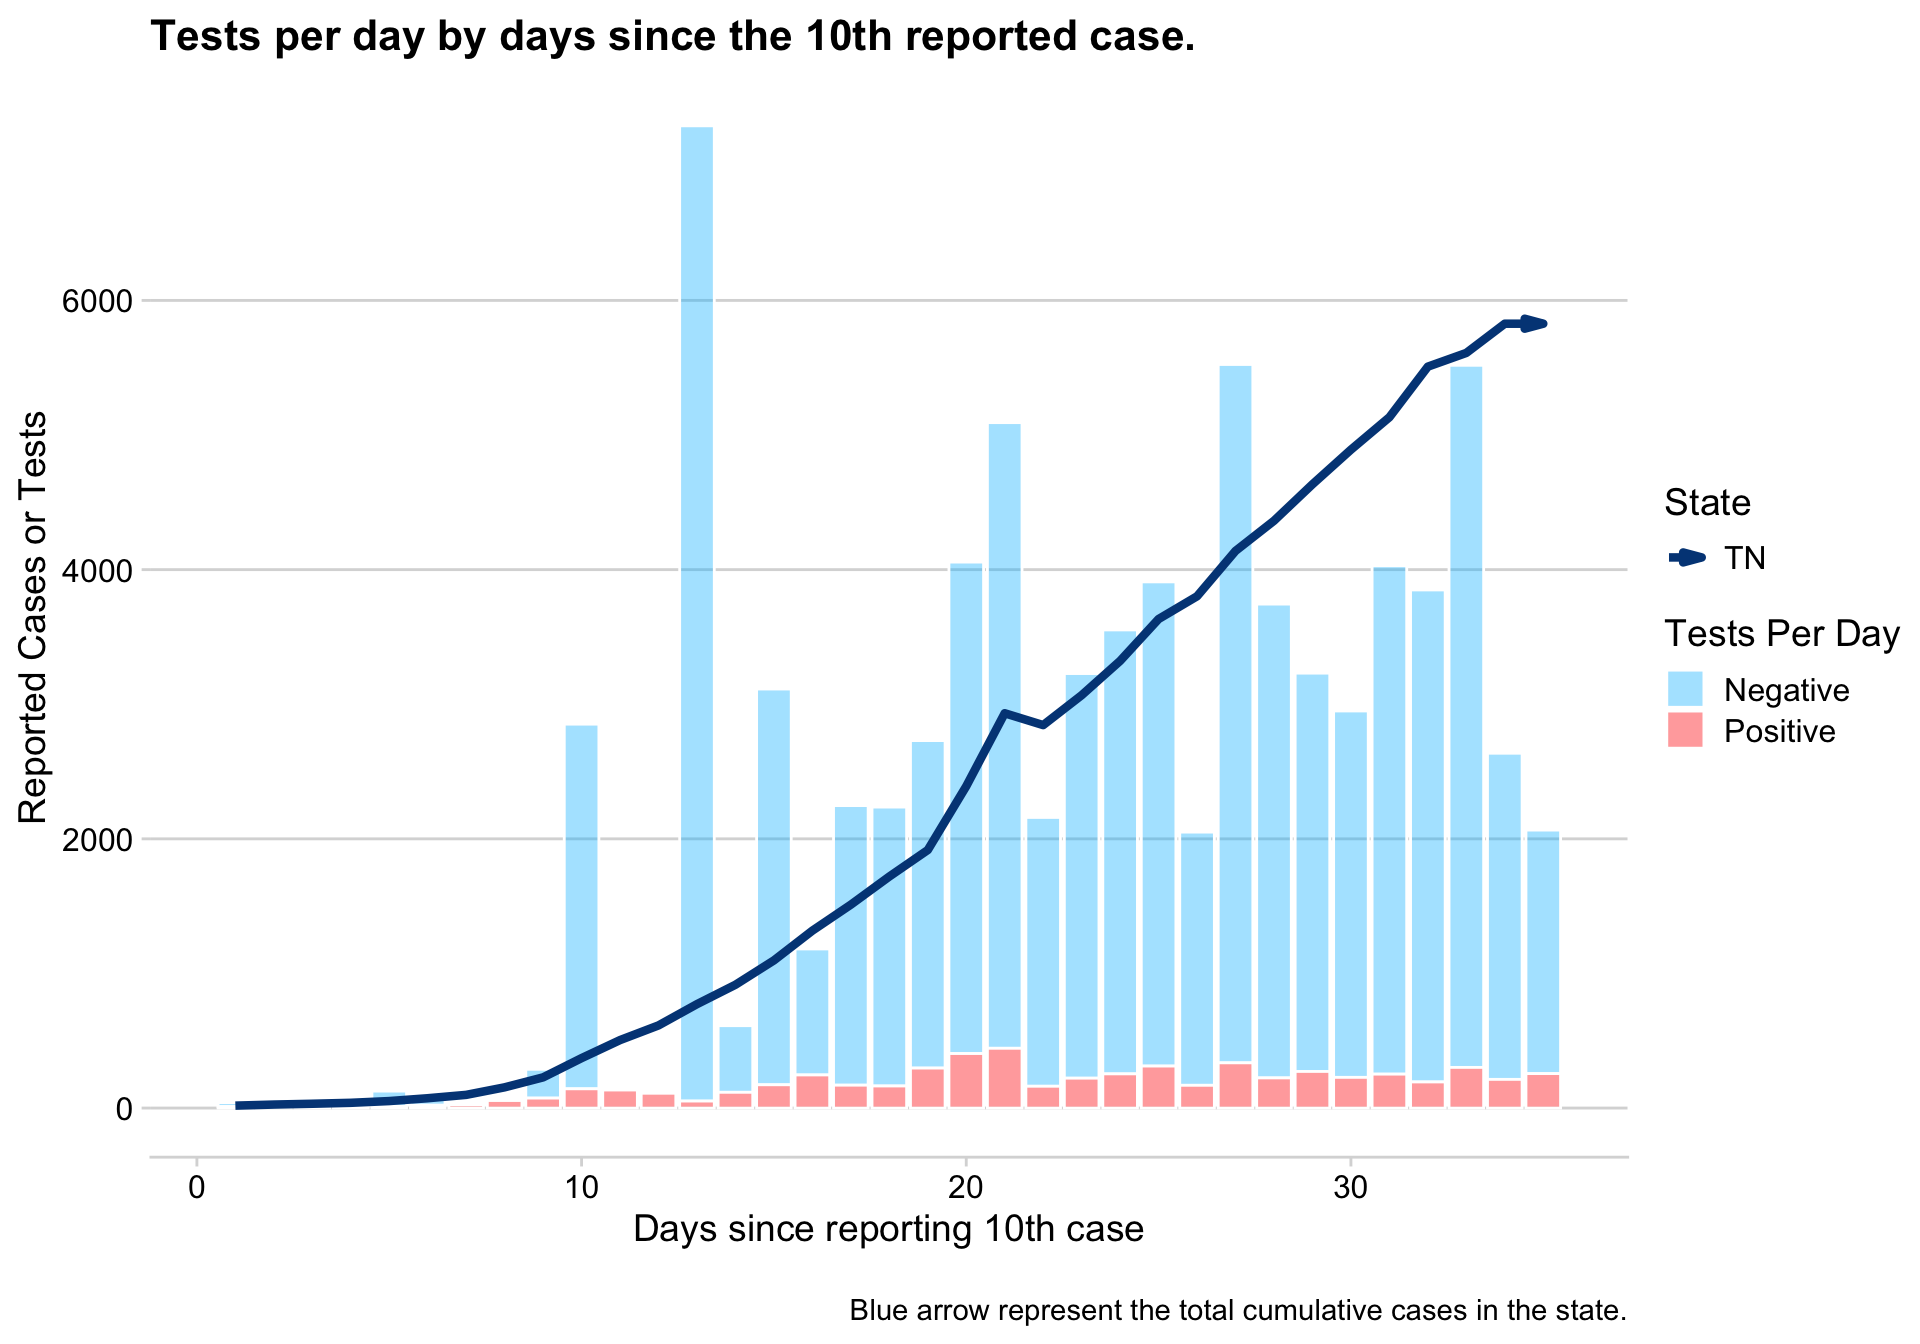 Tests per day by days since the 10th reported case.
Reported Cases or Tests
6000
4000
2000
0
0
10
20
30
Days since reporting 10th case
State
TN
Tests Per Day
Negative
Positive
Blue arrow represent the total cumulative cases in the state.